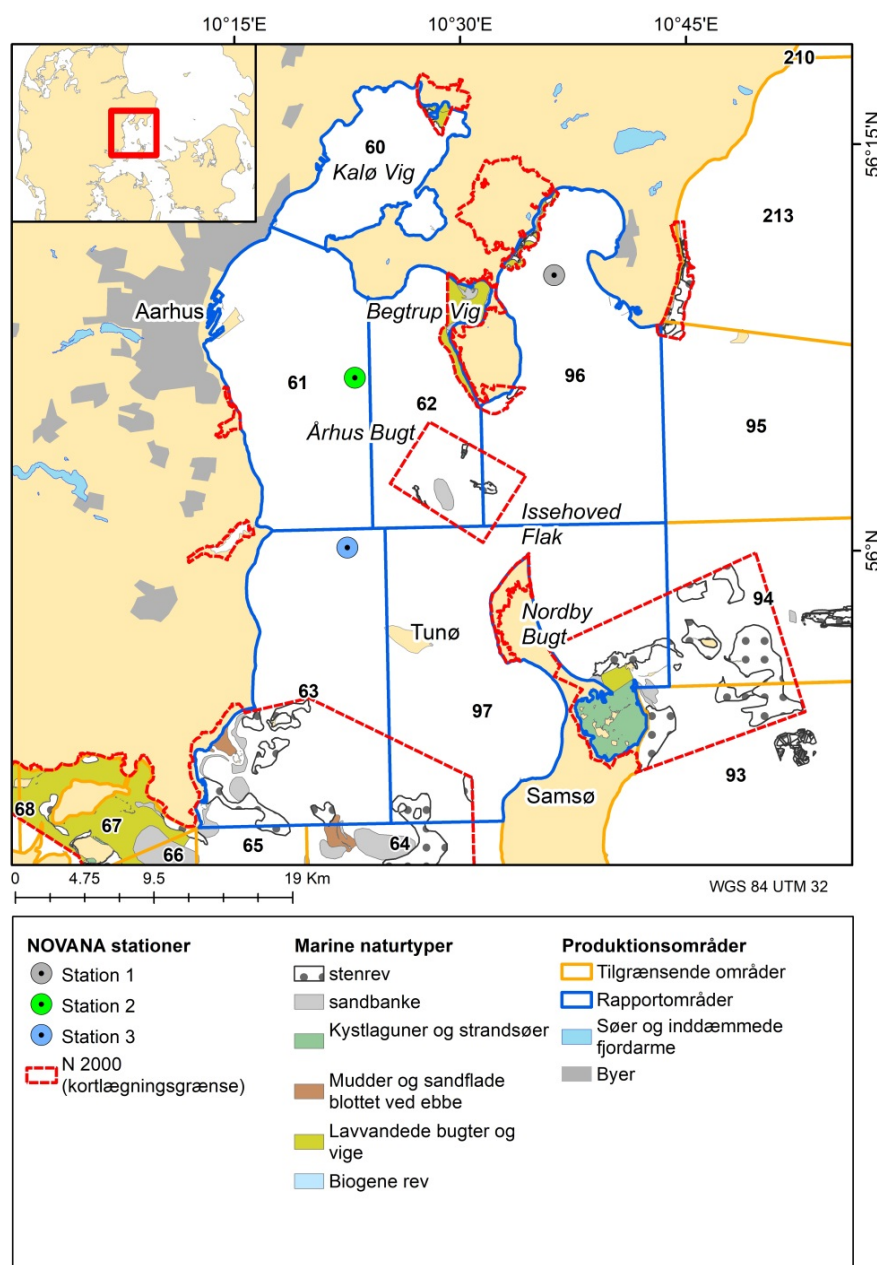 10°15'E
10°30'E
10°45'E
210
56°15'N
60
Kalø Vig
213
Aarhus
Begtrup Vig
61
62
96
95
Århus Bugt
Issehoved
Flak
56°N
Nordby
Bugt
94
Tunø
63
97
93
Samsø
68
67
66
65
64
0
4.75
9.5
19 Km
WGS 84 UTM 32
NOVANA stationer
Station 1
Station 2
Station 3
N 2000
(kortlægningsgrænse)
Marine naturtyper
stenrev
sandbanke
Kystlaguner og strandsøer
Mudder og sandflade
blottet ved ebbe
Lavvandede bugter og
vige
Biogene rev
Produktionsområder
Tilgrænsende områder
Rapportområder
Søer og inddæmmede
fjordarme
Byer